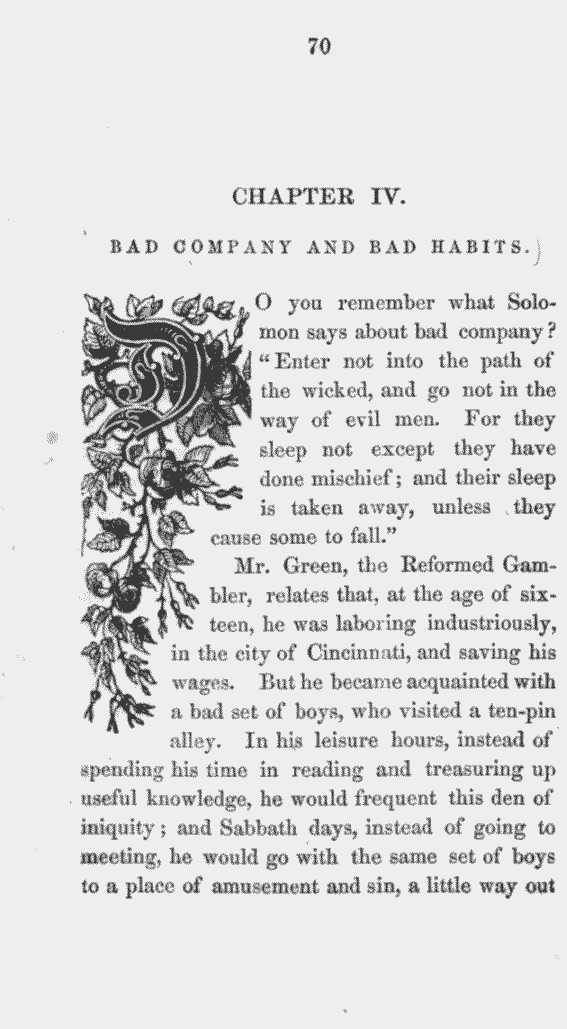 70
CHAPTER IV.
BAD COMPANY AND BAD HABITS.
DO you remember what Solo-
mon says about bad company?
"Enter not into the path of
the wicked, and go not in the
way of evil men. For they
sleep not except they have
done mischief; and their sleep
is taken away, unless they
cause some to fall."
Mr. Green, the Reformed Gam-
bler, relates that, at the age of six-
teen, he was laboring industriously,
in the city of Cincinnati, and saving his
wages. But he became acquainted with
a bad set of boys, who visited a ten-pin
alley. In his leisure hours, instead of
spending his time in reading and treasuring up
useful knowledge, he would frequent this den of
iniquity; and Sabbath days, instead of going to
meeting, he would go with the same set of boys
to a place of amusement and sin, a little way out